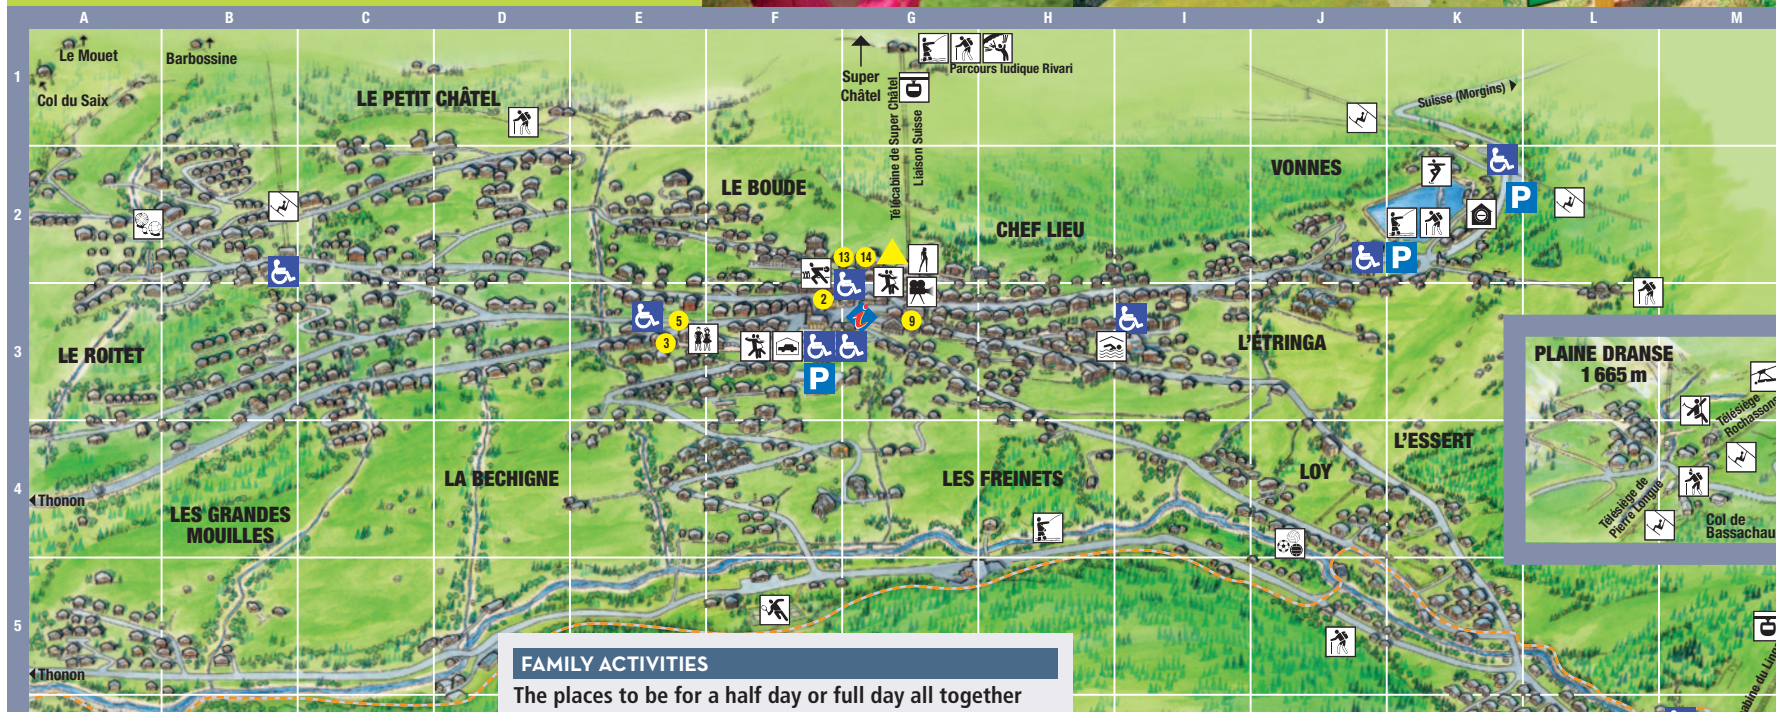 A B C D E F G H I J K L M
1
2
3
4
5
Le Mouet
Barbossine
Col du Saix
LE PETIT CHÂTEL
Super
Châtel
Télécabine de Super Châtel
Liaison Suisse
Parcours ludique Rivari
Suisse (Morgins)
VONNES
LE BOUDE
CHEF LIEU
P
P
13
14
2
5
3
9
i
P
LE ROITET
L'ÉTRINGA
PLAINE DRANSE
1 665 m
Télésiège
Rochassons
Télésiège de
Pierre Longue
Col de
Bassachau
L'ESSERT
LA BÉCHIGNE
LES FREINETS
LOY
Thonon
LES GRANDES
MOUILLES
Thonon
FAMILY ACTIVITIES
The places to be for a half day or full day all together